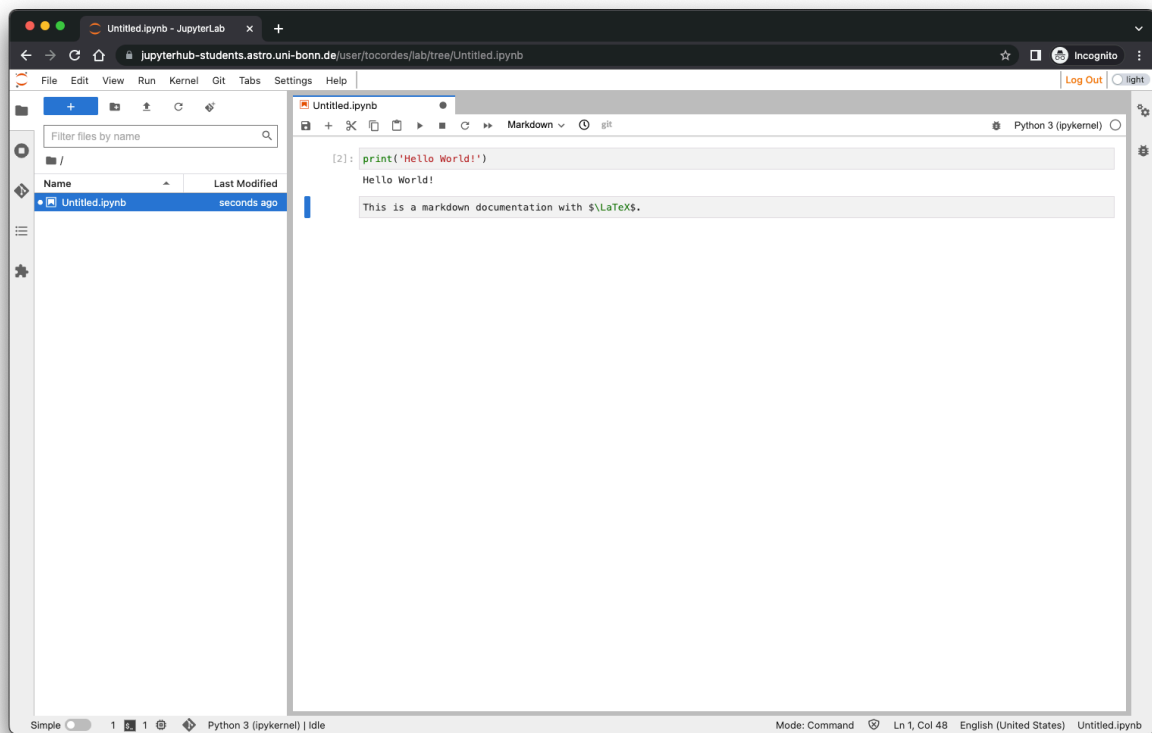 Untitled.ipynb - JupyterLab
jupyterhub-students.astro.uni-bonn.de/user/tocordes/lab/tree/Untitled.ipynb
Incognito
File Edit View Run Kernel Git Tabs Settings Help
Log Out light
Untitled.ipynb
Markdown git Python 3 (ipykernel)
Filter files by name
/
Name Last Modified
Untitled.ipynb seconds ago
[2]: print('Hello World!')
Hello World!
This is a markdown documentation with $\LaTeX$.
Simple 1 $_ 1 Python 3 (ipykernel) | Idle Mode: Command Ln 1, Col 48 English (United States) Untitled.ipynb